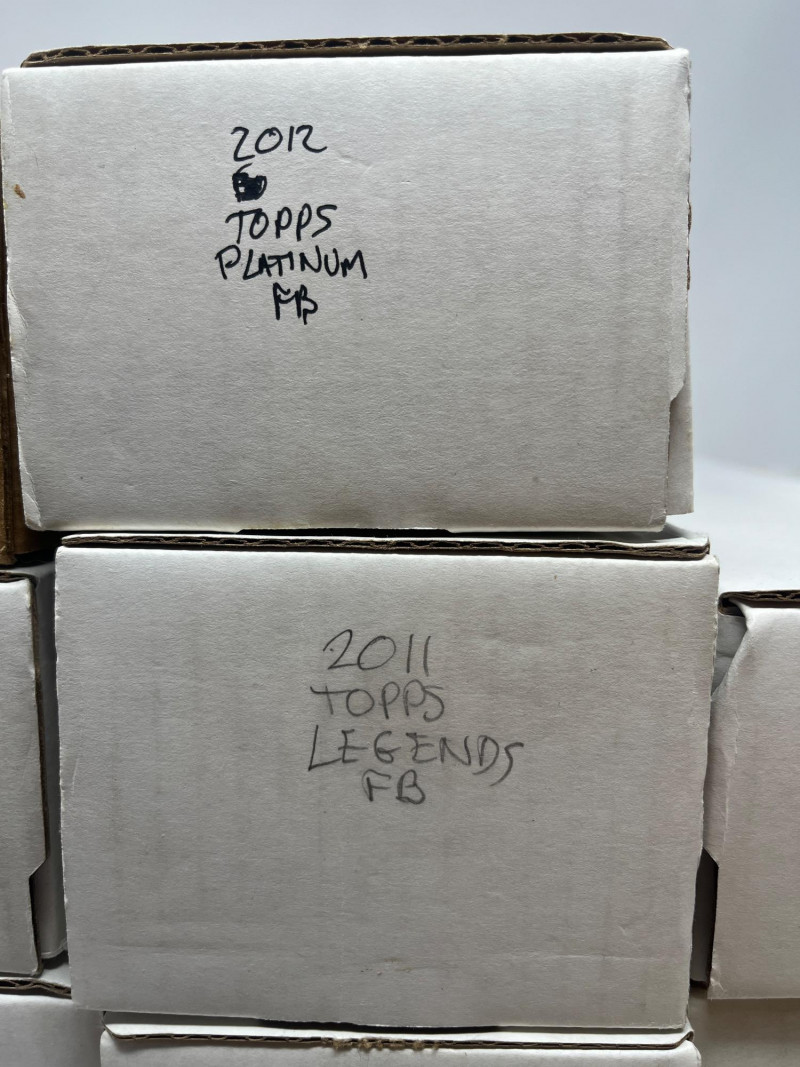 2012
TOPPS
PLATINUM
FB
2011
TOPPS
LEGENDS
FB